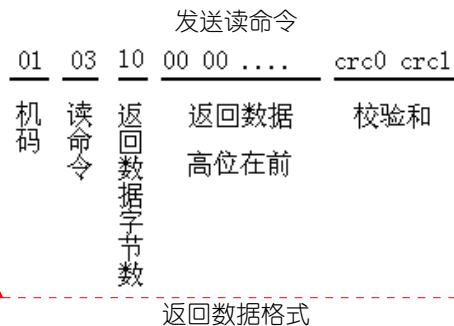 发送读命令
01 03 10 00 00 .... crc0 crc1
机码 读命令 返回数据字节数 返回数据 校验和
高位在前
返回数据格式